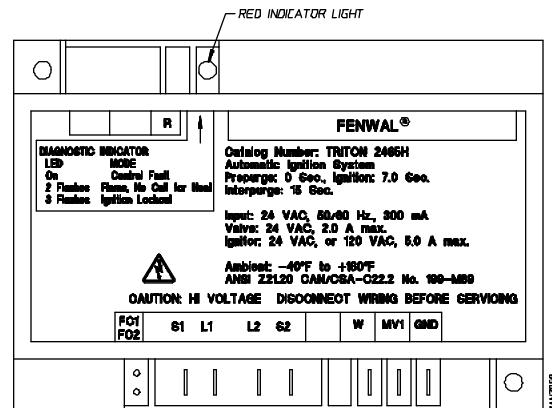 RED INDICATOR LIGHT
R
FENWAL®
DIAGNOSTIC INDICATOR
LED MODE
On Control Fault
2 Flashes Flame, No Call for Heat
3 Flashes Ignition Lockout
Catalog Number: TRITON 2465H
Automatic Ignition System
Prepurge: 0 Sec., Ignition: 7.0 Sec.
Interpurge: 15 Sec.
Input: 24 VAC, 50/60 Hz., 300 mA
Valve: 24 VAC, 2.0 A max.
Ignitor: 24 VAC, or 120 VAC, 5.0 A max.
Ambient: -40°F to +160°F
ANSI Z21.20 CAN/CSA-C22.2 No. 199-M89
CAUTION: HI VOLTAGE DISCONNECT WIRING BEFORE SERVICING
FC1 S1 L1 L2 S2 W MV1 GND
FC2